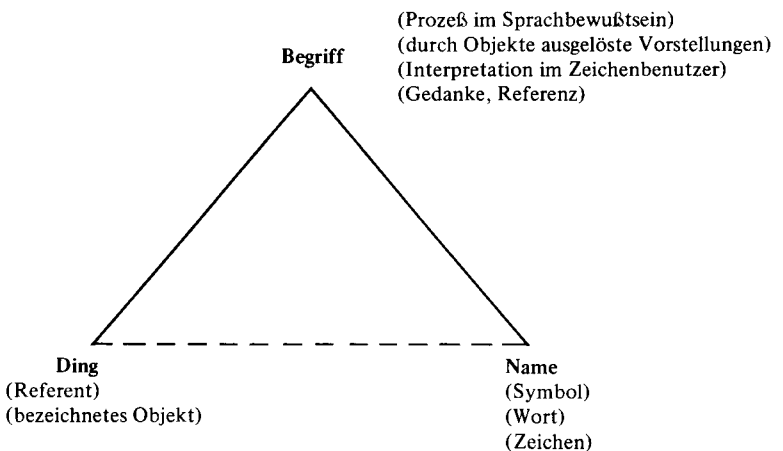 (Prozeß im Sprachbewußtsein)
(durch Objekte ausgelöste Vorstellungen)
Begriff
(Interpretation im Zeichenbenutzer)
(Gedanke, Referenz)
Ding
(Referent)
(bezeichnetes Objekt)
Name
(Symbol)
(Wort)
(Zeichen)